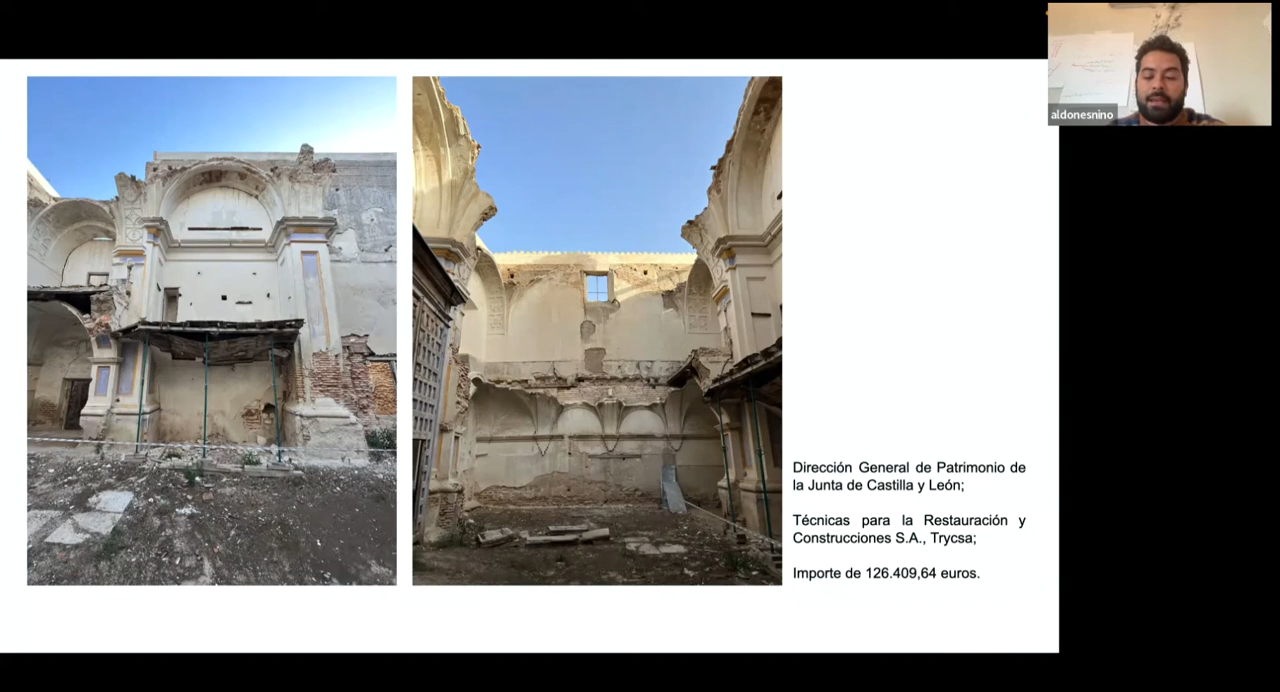 aldonesnino
Dirección General de Patrimonio de
la Junta de Castilla y León;
Técnicas para la Restauración y
Construcciones S.A., Trycsa;
Importe de 126.409,64 euros.